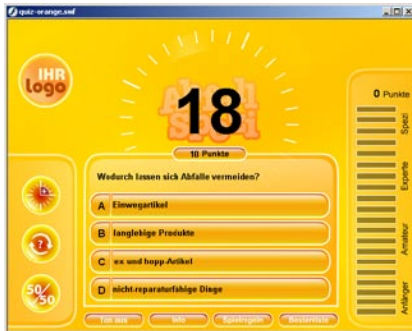 quiz-orange.swf
IHR
Logo
18
10 Punkte
0 Punkte
Wodurch lassen sich Abfälle vermeiden?
A Einwegartikel
B langlebige Produkte
C ex und hopp-Artikel
D nicht-reparaturfähige Dinge
?
50/50
Spezi
Experte
Amateur
Anfänger
Ton aus
Info
Spielregeln
Bestenliste